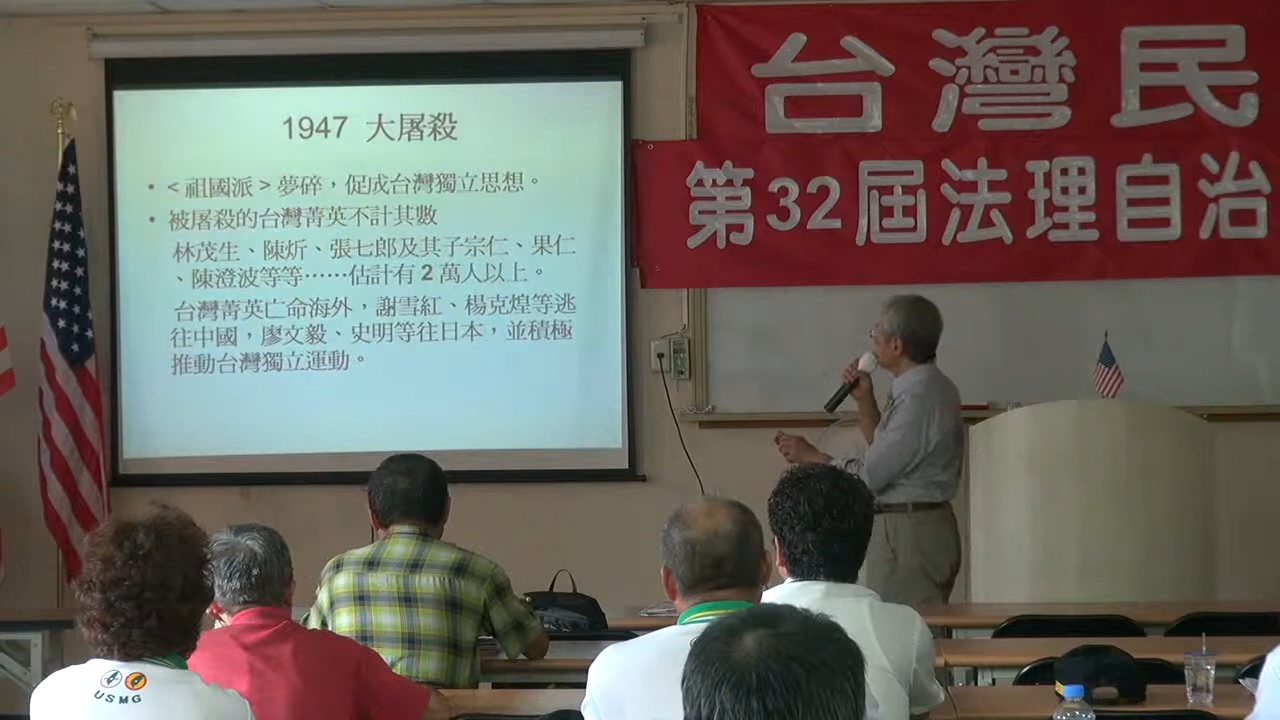 1947 大屠殺
• <祖國派>夢碎，促成台灣獨立思想。
• 被屠殺的台灣菁英不計其數
林茂生、陳炘、張七郎及其子宗仁、果仁
、陳澄波等等……估計有2萬人以上。
台灣菁英亡命海外，謝雪紅、楊克煌等逃
往中國，廖文毅、史明等往日本，並積極
推動台灣獨立運動。
台灣民
第32屆法理自治
USMG